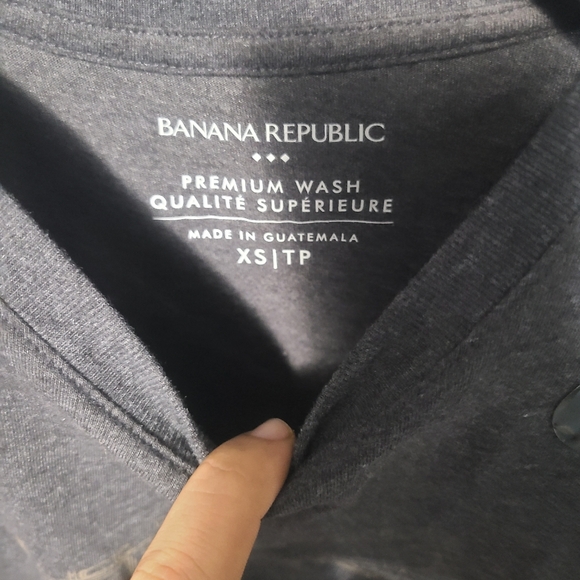 BANANA REPUBLIC
PREMIUM WASH
QUALITÉ SUPÉRIEURE
MADE IN GUATEMALA
XS|TP